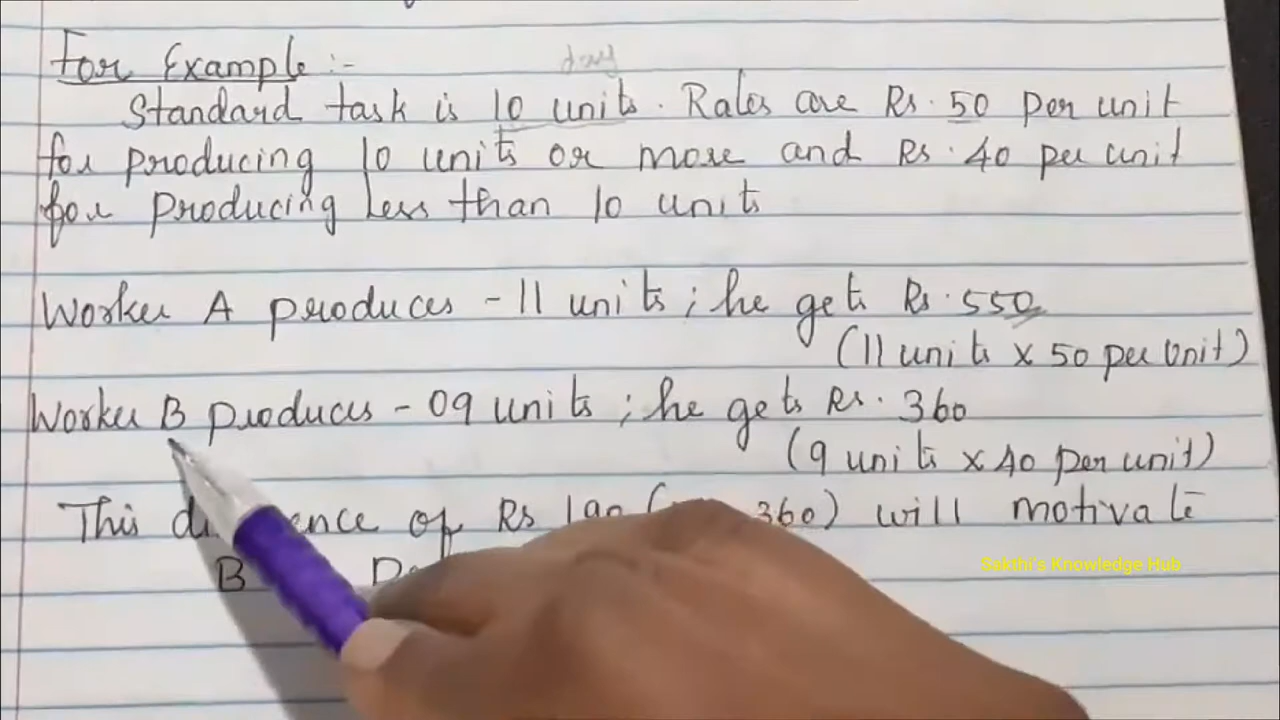 For Example :-
day
Standard task is 10 units. Rates are Rs. 50 per unit
for producing 10 units or more and Rs. 40 per unit
for producing less than 10 units
Worker A produces - 11 units ; he gets Rs. 550
(11 units x 50 per unit)
Worker B produces - 09 units ; he gets Rs. 360
(9 units x 40 per unit)
This of Rs 190 ( 360) will motivate
Sakthi's Knowledge Hub
B